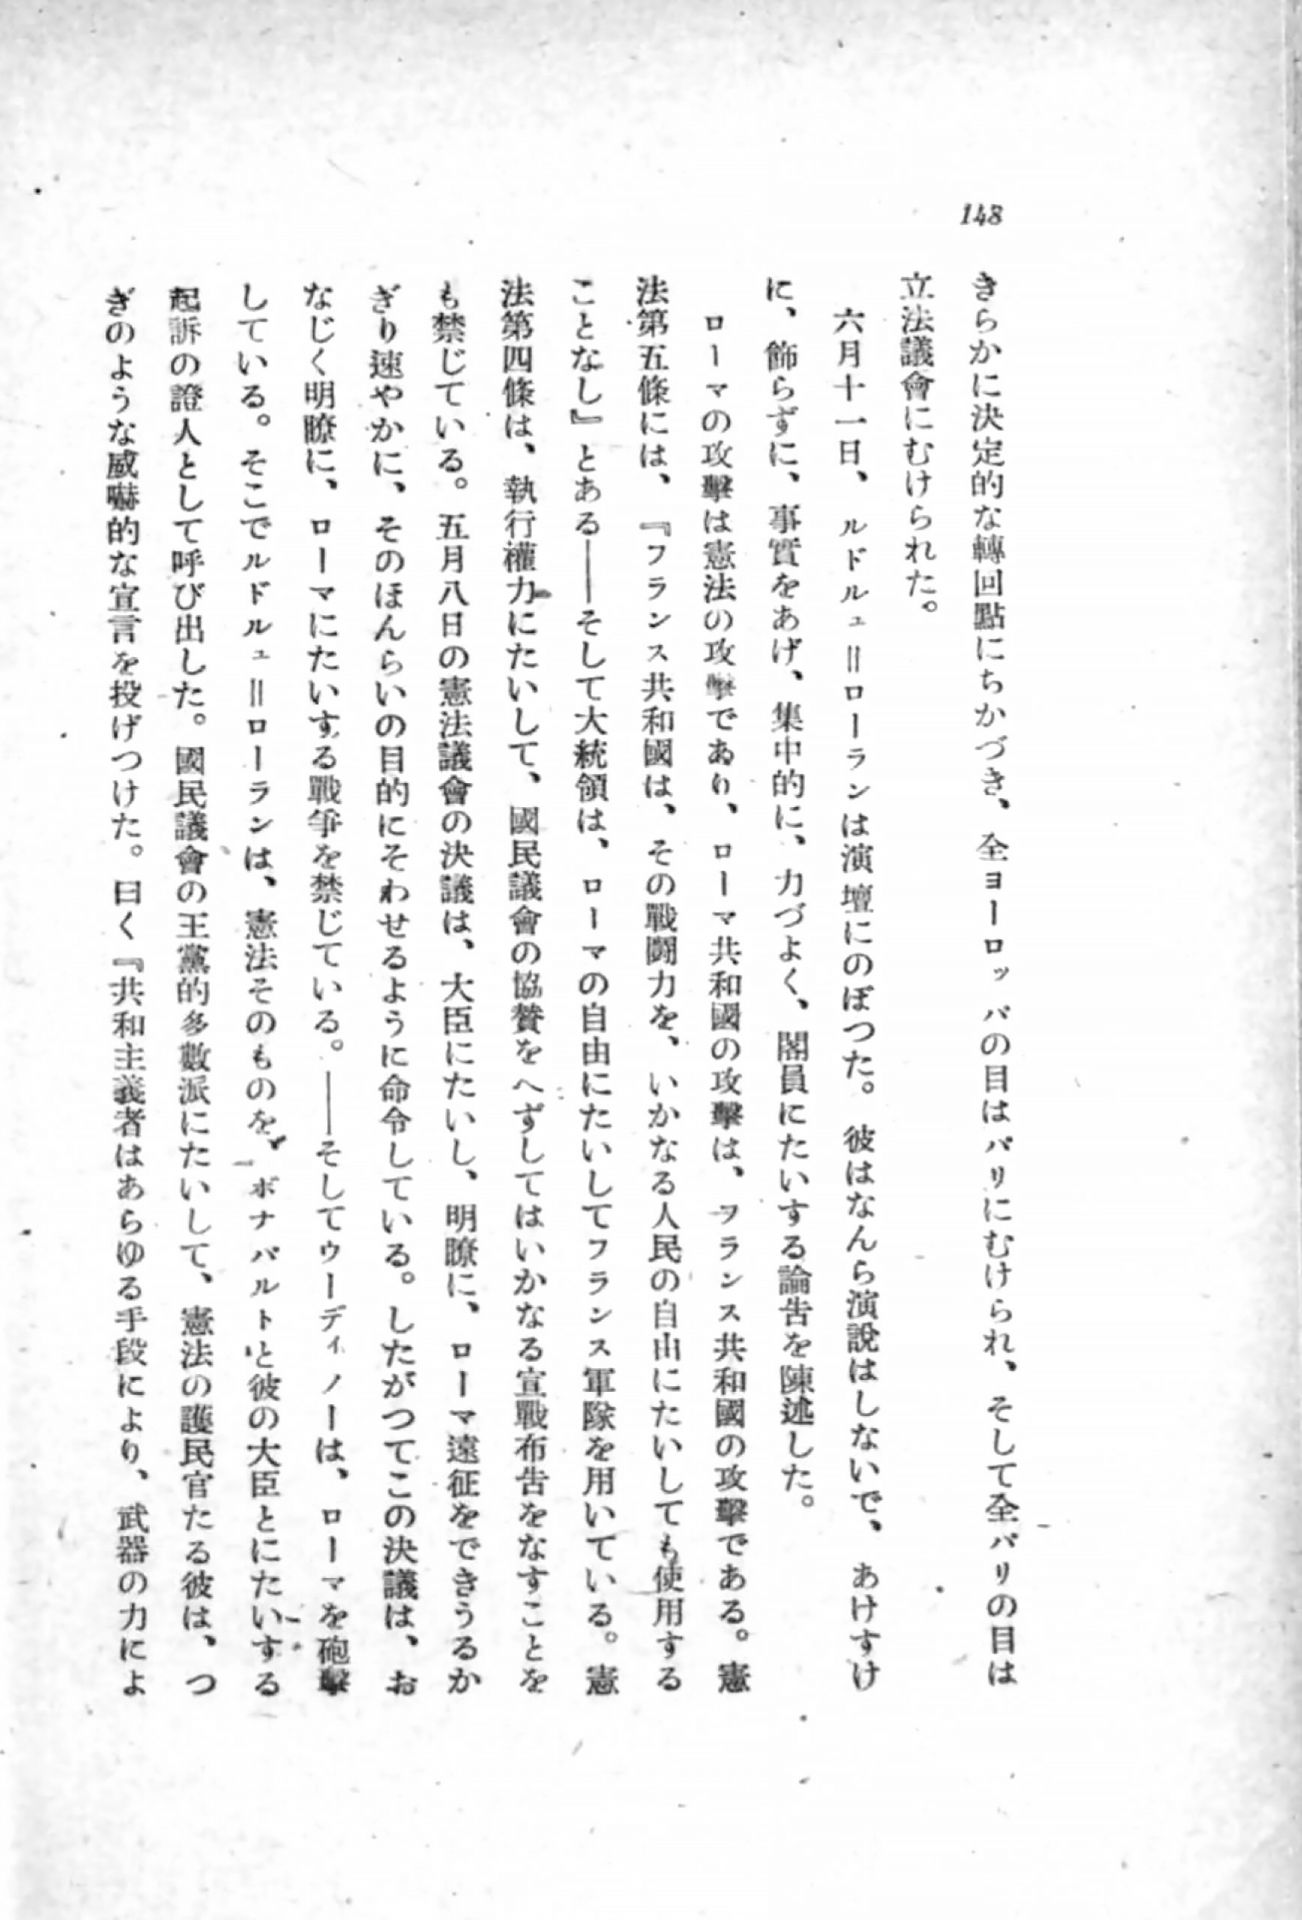 148
きらかに決定的な轉回點にちかづき、全ヨーロッパの目はパリにむけられ、そして全パリの目は
立法議會にむけられた。
六月十一日、ルドルュ＝ローランは演壇にのぼつた。彼はなんら演說はしないで、あけすけ
に、飾らずに、事實をあげ、集中的に、力づよく、閣員にたいする論告を陳述した。
ローマの攻擊は憲法の攻擊であり、ローマ共和國の攻擊は、フランス共和國の攻擊である。憲
法第五條には、『フランス共和國は、その戰鬪力を、いかなる人民の自由にたいしても使用する
ことなし』とある――そして大統領は、ローマの自由にたいしてフランス軍隊を用いている。憲
法第四條は、執行權力にたいして、國民議會の協贊をへずしてはいかなる宣戰布告をなすことを
も禁じている。五月八日の憲法議會の決議は、大臣にたいし、明瞭に、ローマ遠征をできうるか
ぎり速やかに、そのほんらいの目的にそわせるように命令している。したがつてこの決議は、お
なじく明瞭に、ローマにたいする戰爭を禁じている。――そしてウーディノーは、ローマを砲擊
している。そこでルドルュ＝ローランは、憲法そのものを、ボナパルトと彼の大臣とにたいする
起訴の證人として呼び出した。國民議會の王黨的多數派にたいして、憲法の護民官たる彼は、つ
ぎのような威嚇的な宣言を投げつけた。曰く『共和主義者はあらゆる手段により、武器の力によ